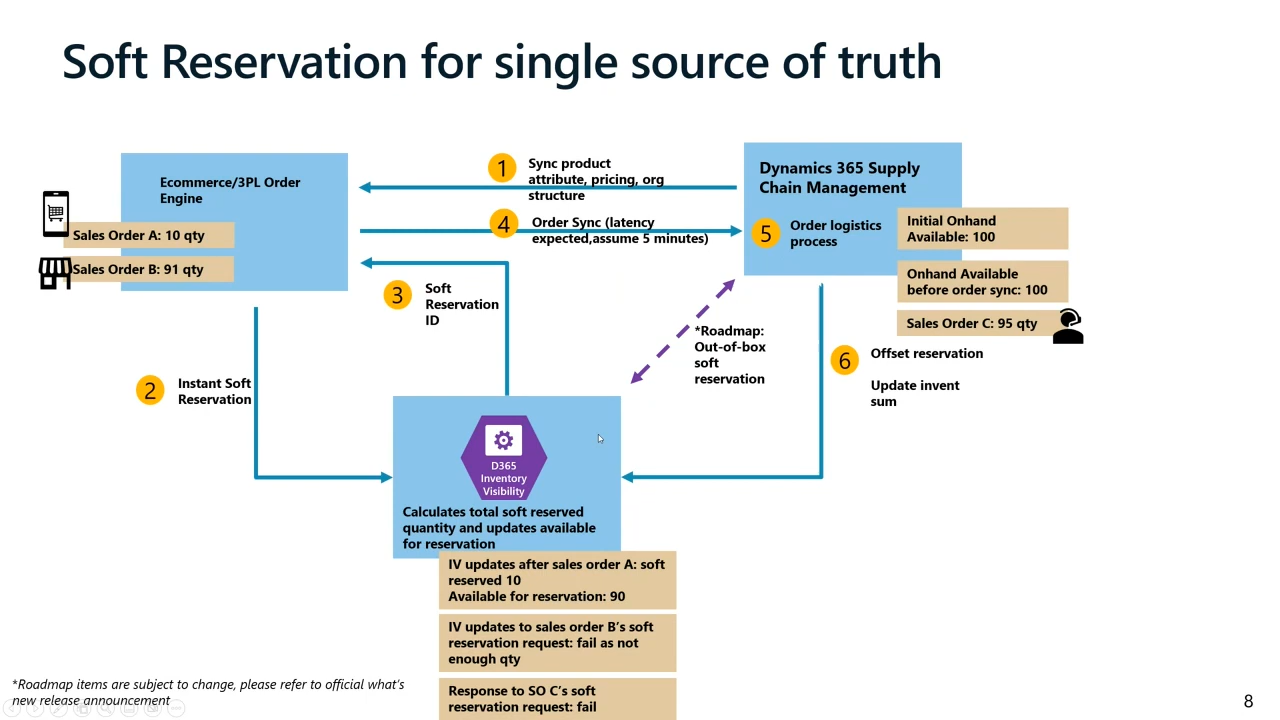 Soft Reservation for single source of truth
Ecommerce/3PL Order
Engine
Sales Order A: 10 qty
Sales Order B: 91 qty
1
Sync product
attribute, pricing, org
structure
4
Order Sync (latency
expected,assume 5 minutes)
3
Soft
Reservation
ID
2
Instant Soft
Reservation
Dynamics 365 Supply
Chain Management
5
Order logistics
process
Initial Onhand
Available: 100
Onhand Available
before order sync: 100
Sales Order C: 95 qty
*Roadmap:
Out-of-box
soft
reservation
6
Offset reservation
Update invent
sum
D365
Inventory
Visibility
Calculates total soft reserved
quantity and updates available
for reservation
IV updates after sales order A: soft
reserved 10
Available for reservation: 90
IV updates to sales order B’s soft
reservation request: fail as not
enough qty
Response to SO C’s soft
reservation request: fail
*Roadmap items are subject to change, please refer to official what’s
new release announcement
8